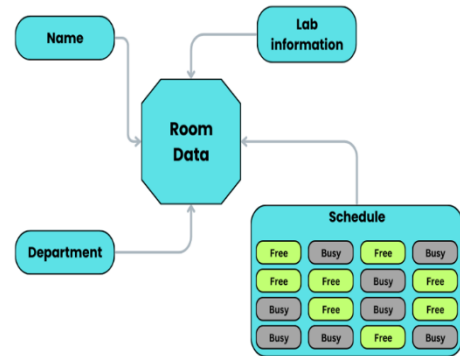 Lab
information
Name
Room
Data
Department
Schedule
Free Busy Free Busy
Free Free Busy Free
Busy Free Busy Free
Busy Busy Free Busy